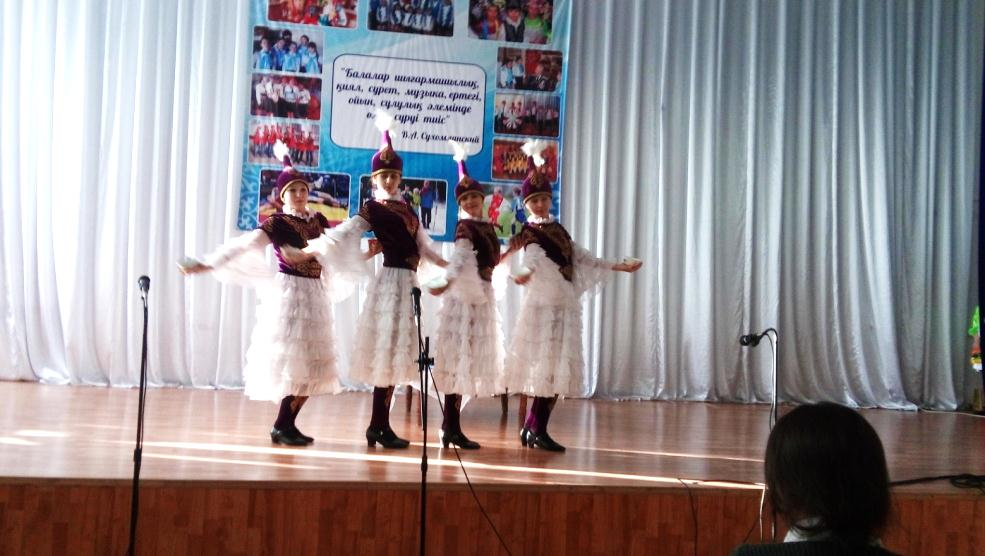 "Балалар шығармашылық,
қиял, сурет, музыка, ертегі,
ойын, сұлулық әлемінде
сүруі тиіс"
В.А. Сухомлинский